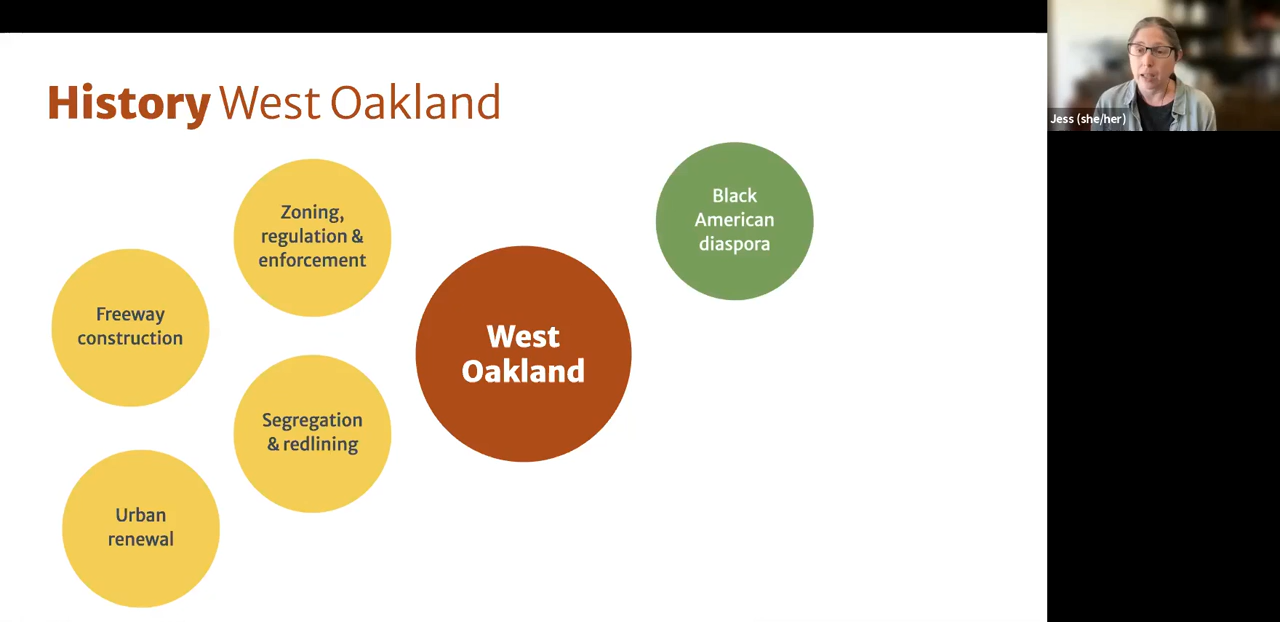 History West Oakland
Zoning,
regulation &
enforcement
Freeway
construction
Segregation
& redlining
Urban
renewal
West
Oakland
Black
American
diaspora
Jess (she/her)